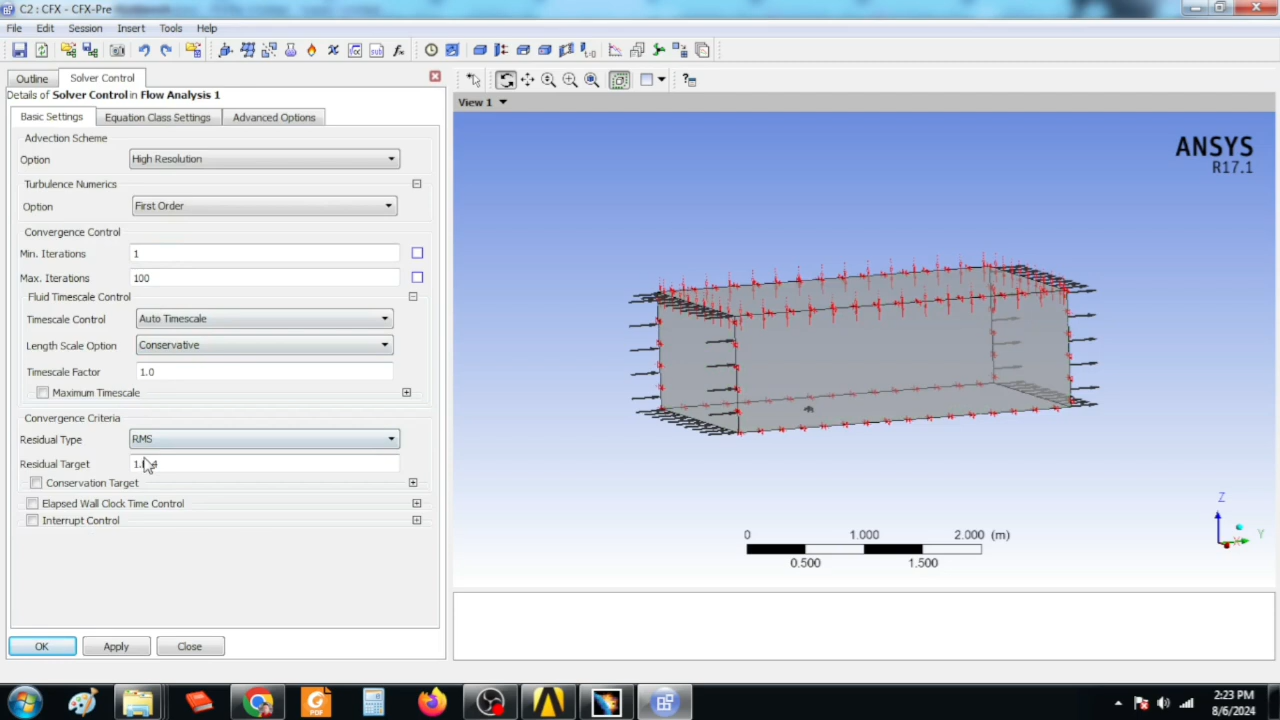 C2 : CFX - CFX-Pre
File Edit Session Insert Tools Help
Outline Solver Control
Details of Solver Control in Flow Analysis 1
Basic Settings Equation Class Settings Advanced Options
Advection Scheme
Option High Resolution
Turbulence Numerics
Option First Order
Convergence Control
Min. Iterations 1
Max. Iterations 100
Fluid Timescale Control
Timescale Control Auto Timescale
Length Scale Option Conservative
Timescale Factor 1.0
Maximum Timescale
Convergence Criteria
Residual Type RMS
Residual Target
Conservation Target
Elapsed Wall Clock Time Control
Interrupt Control
OK Apply Close
View 1
ANSYS
R17.1
0 1.000 2.000 (m)
0.500 1.500
Z
Y
PDF
2:23 PM
8/6/2024